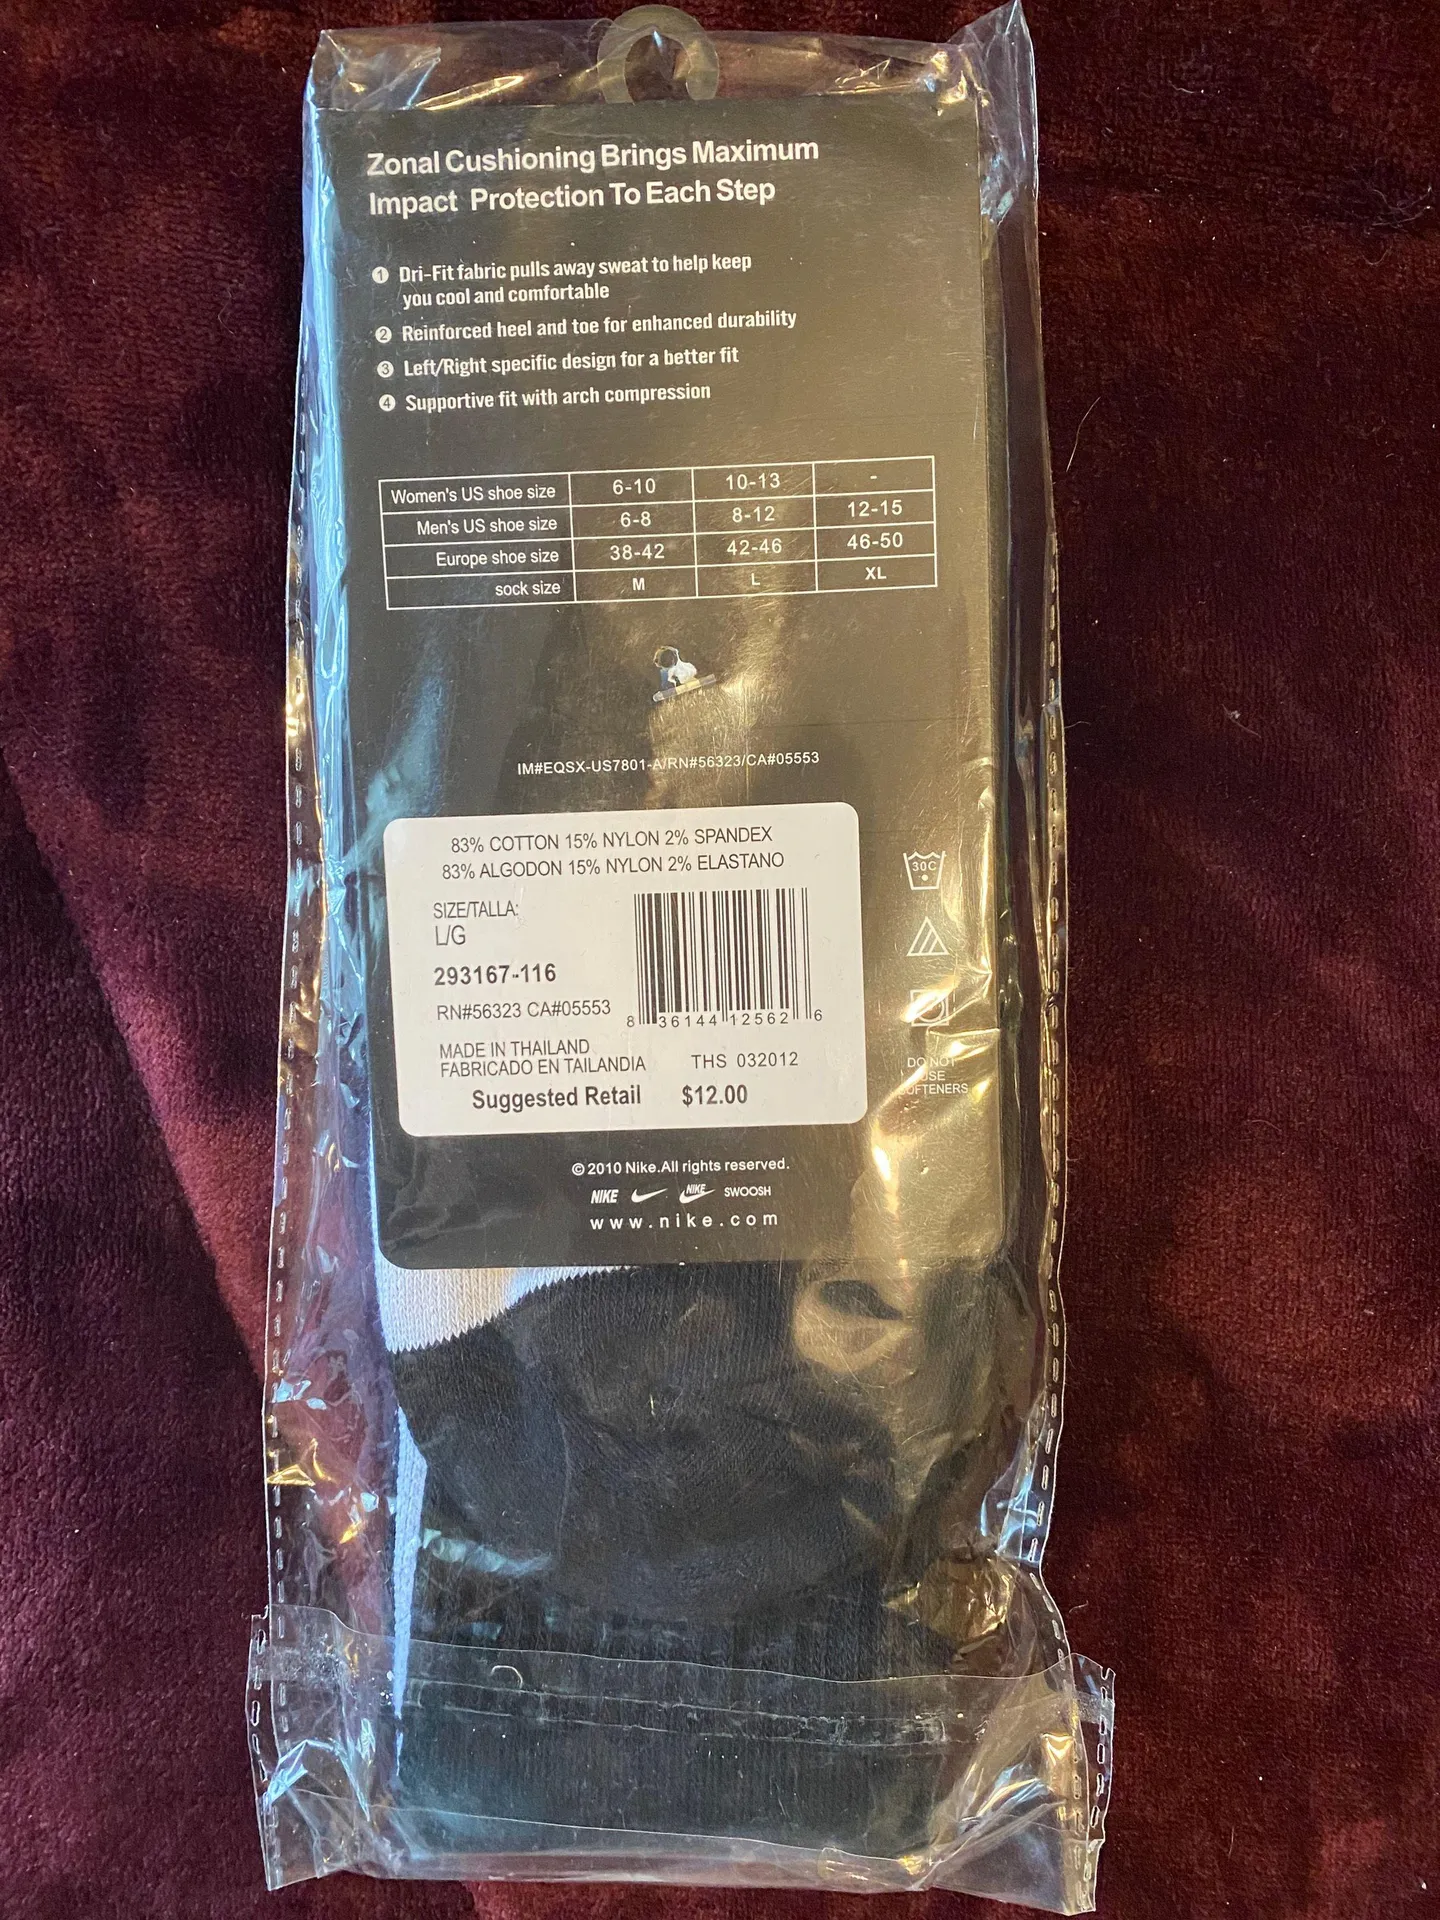 Zonal Cushioning Brings Maximum
Impact Protection To Each Step
1 Dri-Fit fabric pulls away sweat to help keep
you cool and comfortable
2 Reinforced heel and toe for enhanced durability
3 Left/Right specific design for a better fit
4 Supportive fit with arch compression
Women's US shoe size 6-10 10-13 -
Men's US shoe size 6-8 8-12 12-15
Europe shoe size 38-42 42-46 46-50
sock size M L XL
IM#EQSX-US7801-A/RN#56323/CA#05553
83% COTTON 15% NYLON 2% SPANDEX
83% ALGODON 15% NYLON 2% ELASTANO
SIZE/TALLA:
L/G
293167-116
RN#56323 CA#05553
8 36144 12562 6
MADE IN THAILAND
FABRICADO EN TAILANDIA THS 032012
Suggested Retail $12.00
30C
DO NOT
USE
SOFTENERS
© 2010 Nike.All rights reserved.
NIKE NIKE SWOOSH
www.nike.com